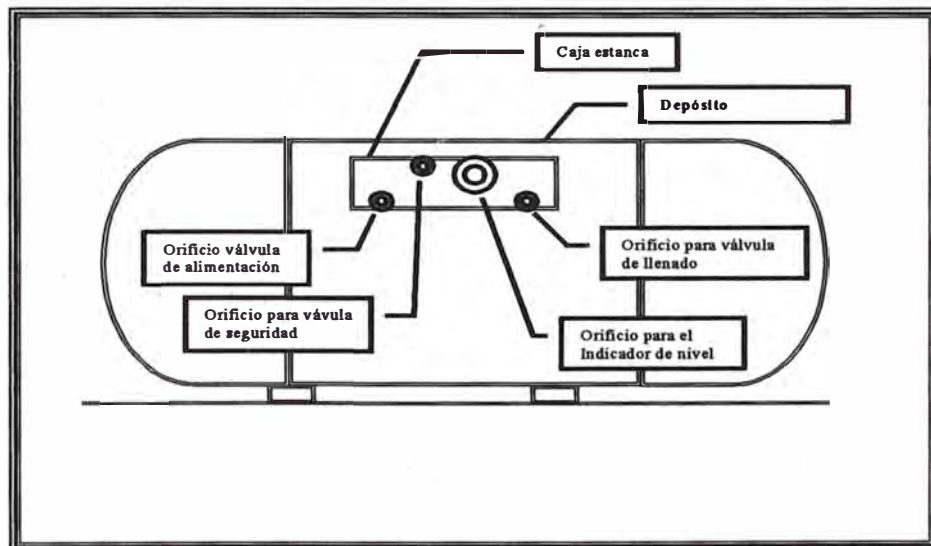 Caja estanca
Depósito
Orificio válvula
de alimentación
Orificio para válvula
de llenado
Orificio para vávula
de seguridad
Orificio para el
Indicador de nivel